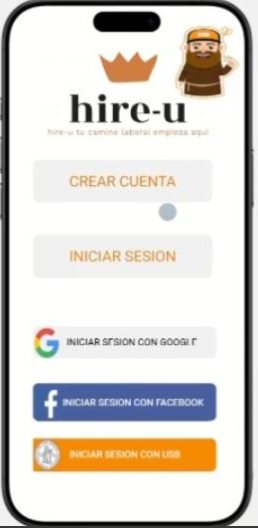 hire-u
hire-u tu camino laboral empieza aqui
CREAR CUENTA
INICIAR SESION
INICIAR SESION CON GOOGLE
INICIAR SESION CON FACEBOOK
INICIAR SESION CON USB